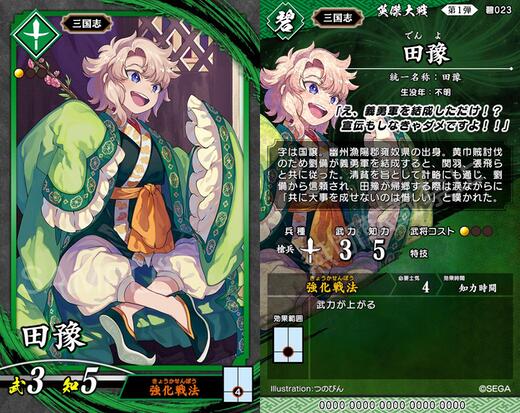 三国志
田豫
武3 知5
きょうかせんぽう
強化戦法
4
碧
三国志
英傑大戦
第1弾
碧023
でん よ
田豫
統一名称：田豫
生没年：不明
「え、義勇軍を結成しただけ！？
宣伝もしなきゃダメですよ！！」
字は国譲。幽州漁陽郡雍奴県の出身。黄巾賊討伐
のため劉備が義勇軍を結成すると、関羽、張飛ら
と共に従った。清貧を旨として計略にも通じ、劉
備から信頼され、田豫が帰郷する際は涙ながらに
「共に大事を成せないのは惜しい」と嘆かれた。
兵種 武力 知力 武将コスト
槍兵 3 5 特技
きょうかせんぽう 必要士気 効果時間
強化戦法 4 知力時間
武力が上がる
効果範囲
Illustration:つのぴん
©SEGA
0000-0000-0000-0000-0000